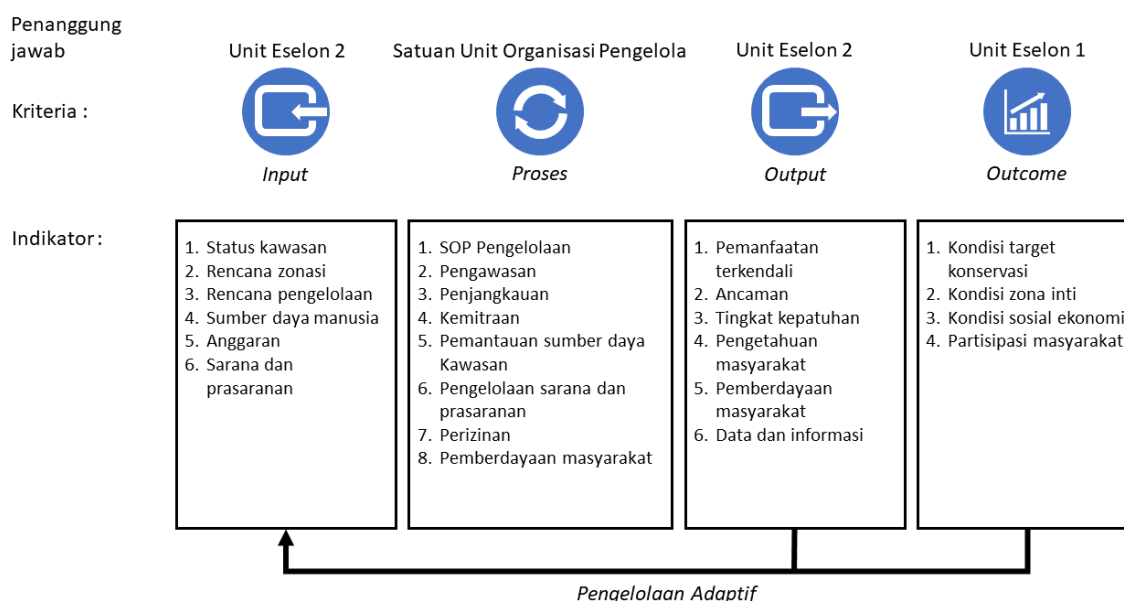 Penanggung
jawab
Unit Eselon 2
Satuan Unit Organisasi Pengelola
Unit Eselon 2
Unit Eselon 1
Kriteria :
Input
Proses
Output
Outcome
Indikator :
1. Status kawasan
2. Rencana zonasi
3. Rencana pengelolaan
4. Sumber daya manusia
5. Anggaran
6. Sarana dan
prasaranan
1. SOP Pengelolaan
2. Pengawasan
3. Penjangkauan
4. Kemitraan
5. Pemantauan sumber daya
Kawasan
6. Pengelolaan sarana dan
prasaranan
7. Perizinan
8. Pemberdayaan masyarakat
1. Pemanfaatan
terkendali
2. Ancaman
3. Tingkat kepatuhan
4. Pengetahuan
masyarakat
5. Pemberdayaan
masyarakat
6. Data dan informasi
1. Kondisi target
konservasi
2. Kondisi zona inti
3. Kondisi sosial ekonomi
4. Partisipasi masyarakat
Pengelolaan Adaptif